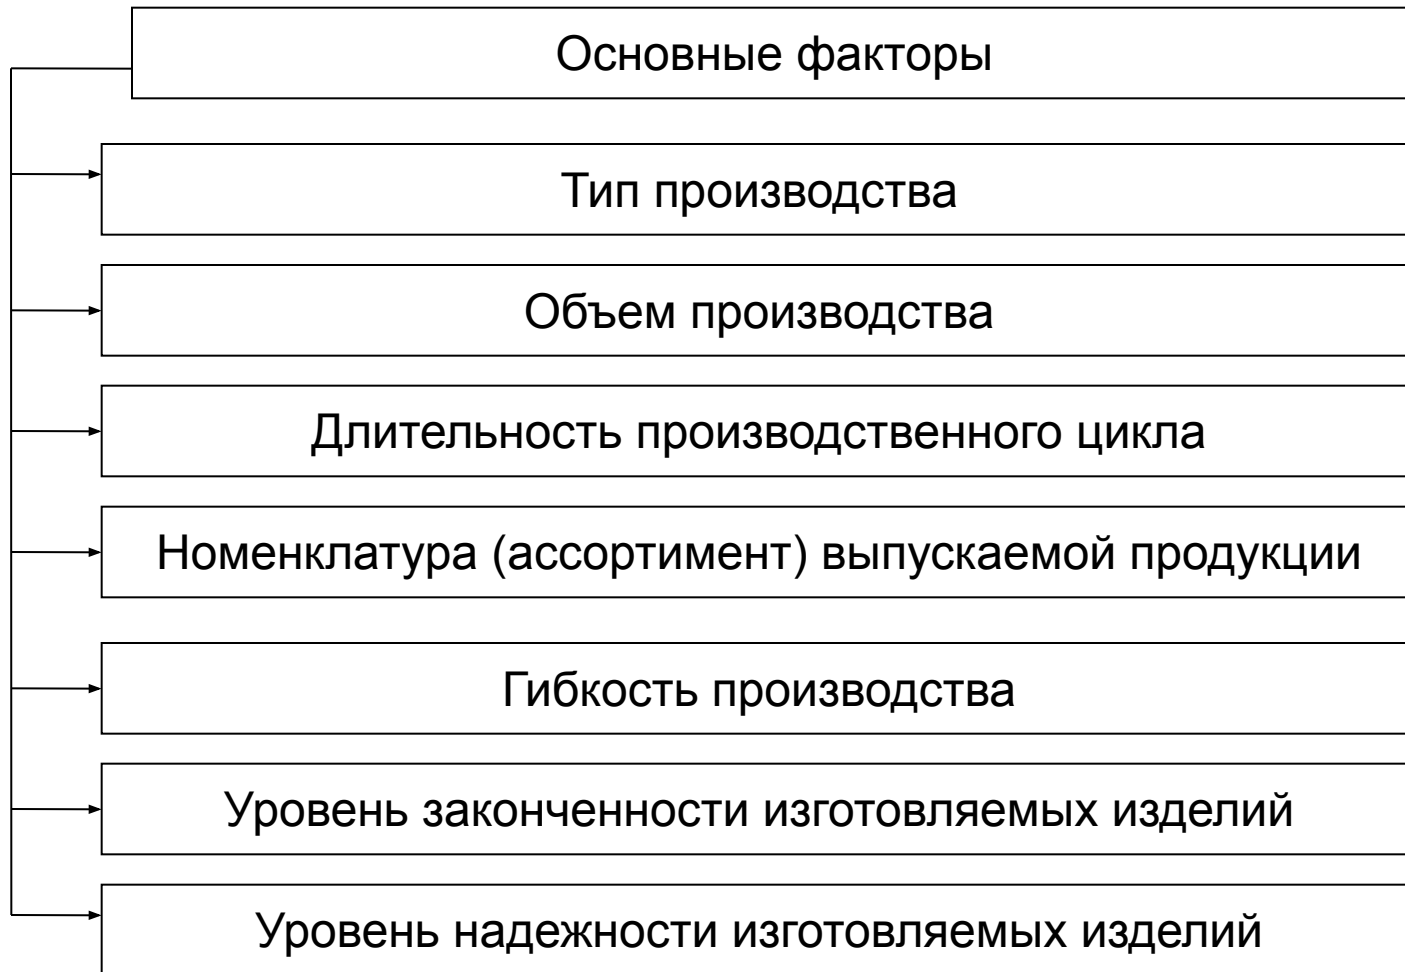 Основные факторы
Тип производства
Объем производства
Длительность производственного цикла
Номенклатура (ассортимент) выпускаемой продукции
Гибкость производства
Уровень законченности изготовляемых изделий
Уровень надежности изготовляемых изделий